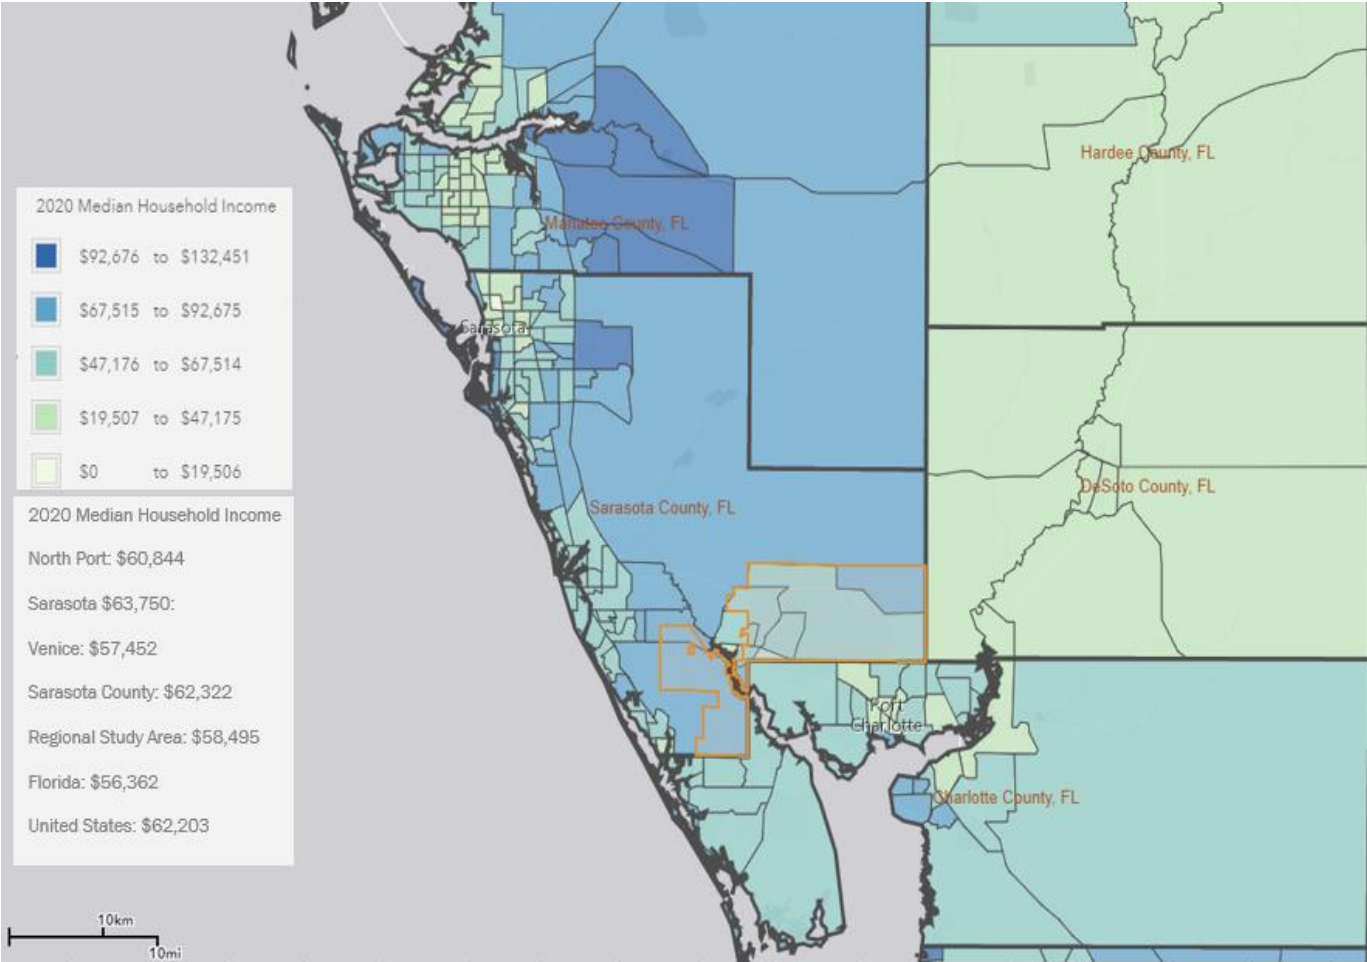 Hardee County, FL
2020 Median Household Income
$92,676 to $132,451
$67,515 to $92,675
$47,176 to $67,514
$19,507 to $47,175
$0 to $19,506
Manatee County, FL
Sarasota
Sarasota County, FL
DeSoto County, FL
2020 Median Household Income
North Port: $60,844
Sarasota $63,750:
Venice: $57,452
Sarasota County: $62,322
Regional Study Area: $58,495
Florida: $56,362
United States: $62,203
Port
Charlotte
Charlotte County, FL
10km
10mi